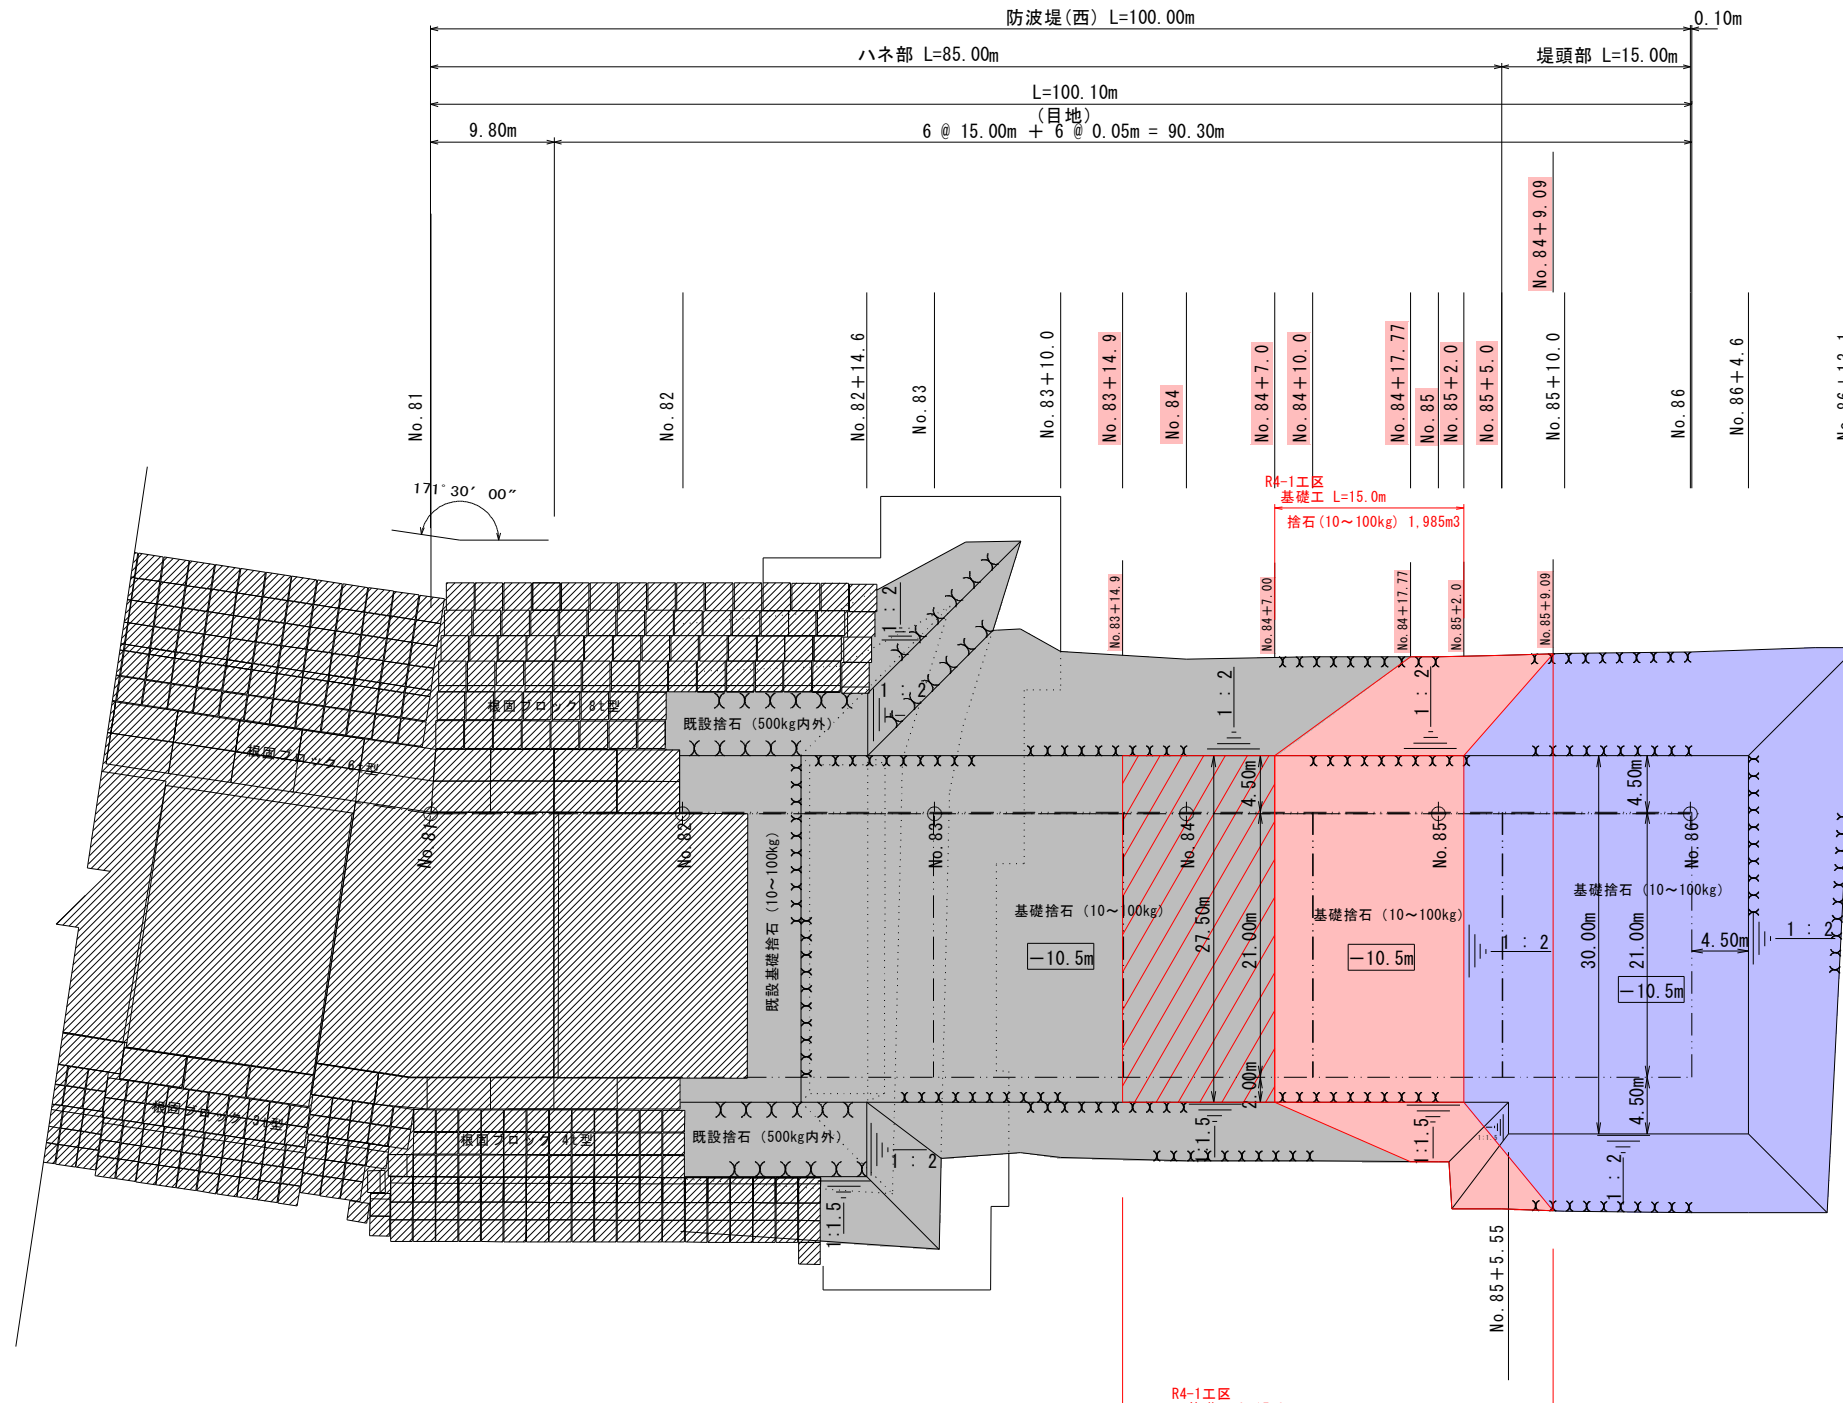 防波堤(西) L=100.00m
0.10m
ハネ部 L=85.00m
堤頭部 L=15.00m
L=100.10m
(目地)
9.80m
6 @ 15.00m + 6 @ 0.05m = 90.30m
No.84+9.09
No.81
No.82
No.82+14.6
No.83
No.83+10.0
No.83+14.9
No.84
No.84+7.0
No.84+10.0
No.84+17.77
No.85
No.85+2.0
No.85+5.0
No.85+10.0
No.86
No.86+4.6
171°30′00″
R4-1工区
基礎工 L=15.0m
捨石(10～100kg) 1,985m3
No.83+14.9
No.84+7.00
No.84+17.77
No.85+2.0
No.85+9.09
1:2
1:2
1:2
1:2
根固ブロック 8t型
既設捨石(500kg内外)
根固ブロック 6t型
4.50m
4.50m
No.81
No.82
No.83
No.84
No.85
No.86
既設基礎捨石(10～100kg)
基礎捨石(10～100kg)
基礎捨石(10～100kg)
基礎捨石(10～100kg)
27.50m
21.00m
30.00m
21.00m
－10.5m
－10.5m
－10.5m
1:2
4.50m
1:2
2.00m
4.50m
根固ブロック 3t型
根固ブロック 4t型
既設捨石(500kg内外)
1:2
1:1.5
1:1.5
1:1.5
1:2
1:1.5
No.85+5.55
R4-1工区